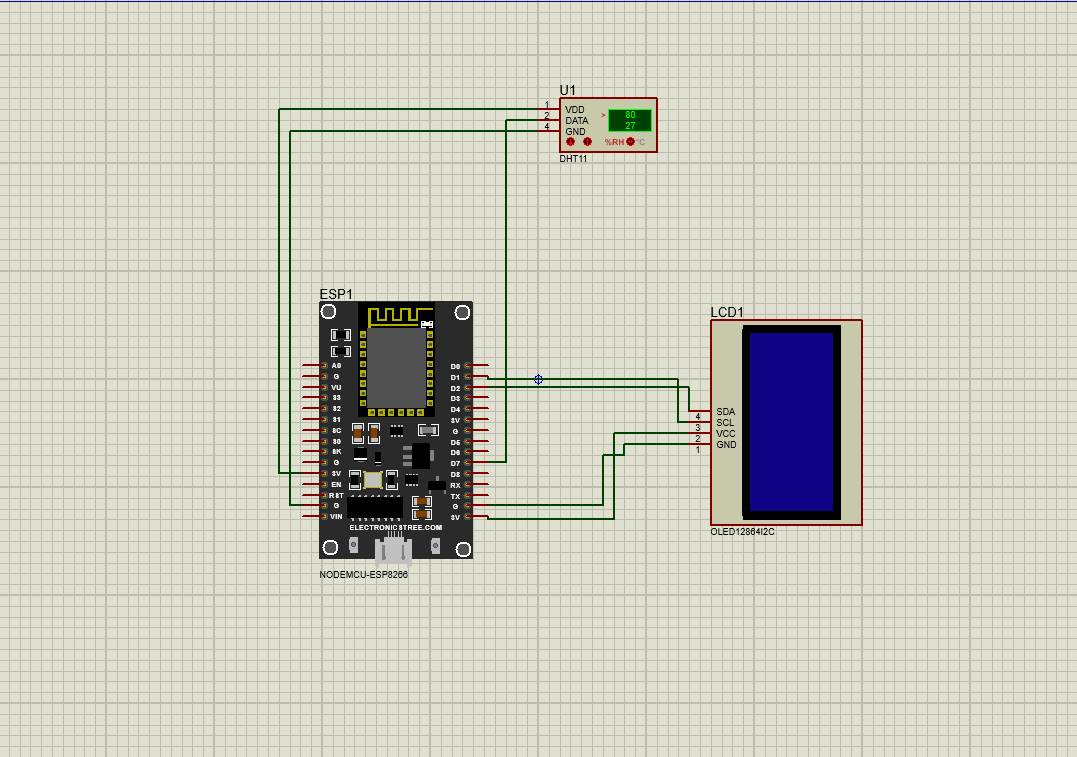 U1
1 VDD
2 DATA
4 GND
> 80
27
%RH °C
DHT11
ESP1
A0
G
VU
S3
S2
S1
SC
S0
SK
G
3V
EN
RST
G
VIN
D0
D1
D2
D3
D4
3V
G
D5
D6
D7
D8
RX
TX
G
3V
ELECTRONICSTREE.COM
NODEMCU-ESP8266
LCD1
SDA
4 SCL
3 VCC
2 GND
1
OLED12864I2C